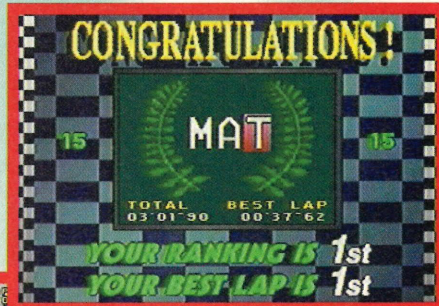 CONGRATULATIONS!
MAT
15 15
TOTAL BEST LAP
03'01"90 00'37"62
YOUR RANKING IS 1st
YOUR BEST LAP IS 1st